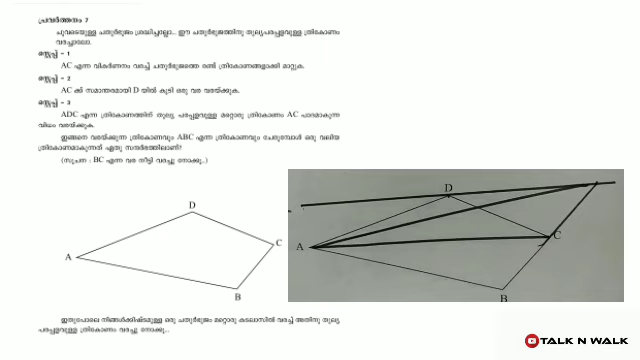 പ്രവർത്തനം 7
ചുവടെയുള്ള ചതുർഭുജം ശ്രദ്ധിച്ചല്ലോ... ഈ ചതുർഭുജത്തിനു തുല്യപരപ്പളവുള്ള ത്രികോണം
വരച്ചാലോ.
സ്റ്റെപ്പ് - 1
AC എന്ന വികർണം വരച്ച് ചതുർഭുജത്തെ രണ്ട് ത്രികോണങ്ങളാക്കി മാറ്റുക.
സ്റ്റെപ്പ് - 2
AC ക്ക് സമാന്തരമായി D യിൽ കൂടി ഒരു വര വരയ്ക്കുക.
സ്റ്റെപ്പ് - 3
ADC എന്ന ത്രികോണത്തിന് തുല്യ പരപ്പളവുള്ള മറ്റൊരു ത്രികോണം AC പാദമാകുന്ന
വിധം വരയ്ക്കുക.
ഇങ്ങനെ വരയ്ക്കുന്ന ത്രികോണവും ABC എന്ന ത്രികോണവും ചേരുമ്പോൾ ഒരു വലിയ
ത്രികോണമാകുന്നത് ഏതു സന്ദർഭത്തിലാണ്?
(സൂചന : BC എന്ന വര നീട്ടി വരച്ചു നോക്കൂ..)
D
A
C
B
D
A
C
B
ഇതുപോലെ നിങ്ങൾക്കിഷ്ടമുള്ള ഒരു ചതുർഭുജം മറ്റൊരു കടലാസിൽ വരച്ച് അതിനു തുല്യ
പരപ്പളവുള്ള ത്രികോണം വരച്ചു നോക്കൂ...
TALK N WALK